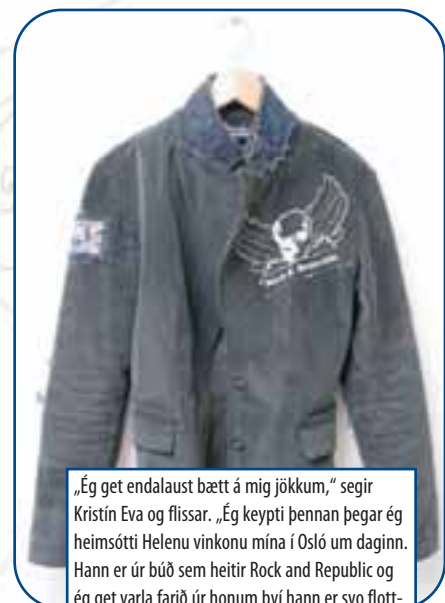 „Ég get endalaust bætt á mig jökkum,“ segir
Kristín Eva og flissar. „Ég keypti þennan þegar ég
heimsótti Helenu vinkonu mína í Osló um daginn.
Hann er úr búð sem heitir Rock and Republic og
ég get varla farið úr honum því hann er svo flott-